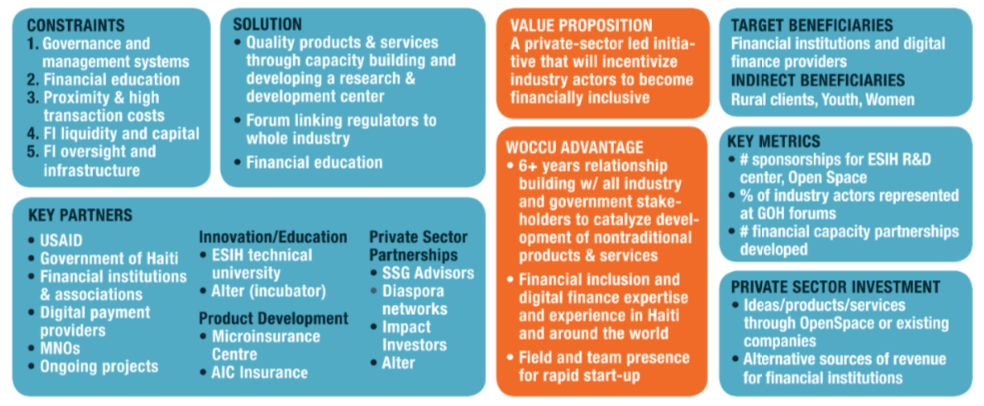 CONSTRAINTS
1. Governance and
management systems
2. Financial education
3. Proximity & high
transaction costs
4. FI liquidity and capital
5. FI oversight and
infrastructure
SOLUTION
• Quality products & services
through capacity building and
developing a research &
development center
• Forum linking regulators to
whole industry
• Financial education
VALUE PROPOSITION
A private-sector led initia-
tive that will incentivize
industry actors to become
financially inclusive
TARGET BENEFICIARIES
Financial institutions and digital
finance providers
INDIRECT BENEFICIARIES
Rural clients, Youth, Women
KEY PARTNERS
• USAID
• Government of Haiti
• Financial institutions
& associations
• Digital payment
providers
• MNOs
• Ongoing projects
Innovation/Education
• ESIH technical
university
• Alter (incubator)
Product Development
• Microinsurance
Centre
• AIC Insurance
Private Sector
Partnerships
• SSG Advisors
• Diaspora
networks
• Impact
Investors
• Alter
WOCCU ADVANTAGE
• 6+ years relationship
building w/ all industry
and government stake-
holders to catalyze devel-
opment of nontraditional
products & services
• Financial inclusion and
digital finance expertise
and experience in Haiti
and around the world
• Field and team presence
for rapid start-up
KEY METRICS
• # sponsorships for ESIH R&D
center, Open Space
• % of industry actors represented
at GOH forums
• # financial capacity partnerships
developed
PRIVATE SECTOR INVESTMENT
• Ideas/products/services
through OpenSpace or existing
companies
• Alternative sources of revenue
for financial institutions